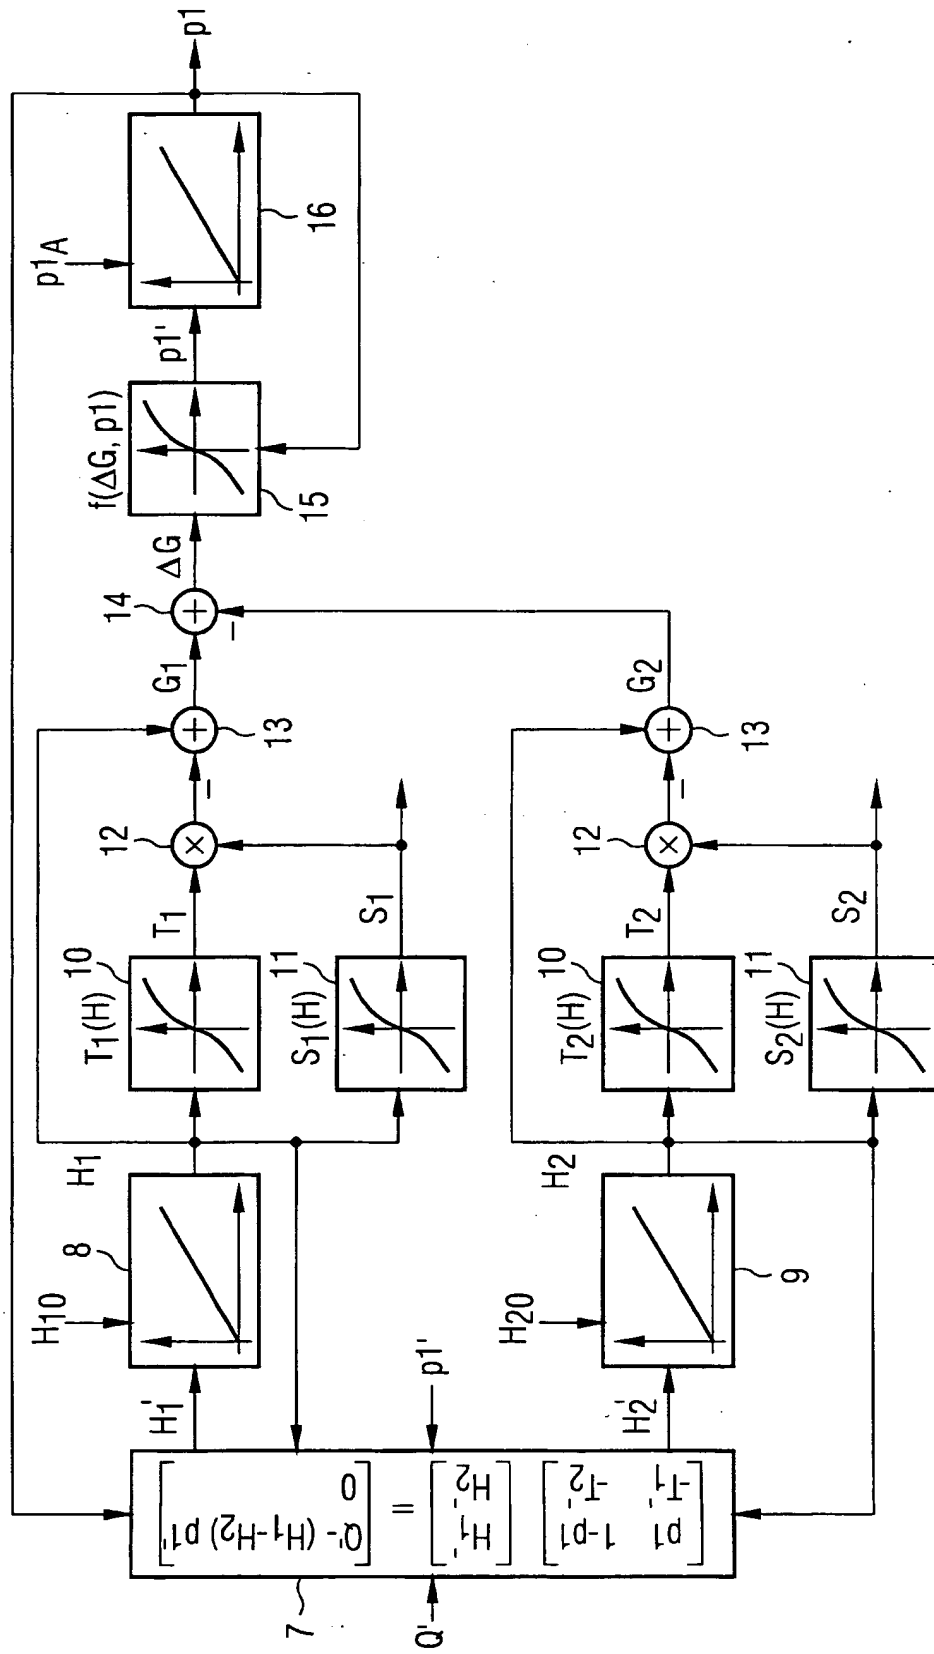 p1
p1A
16
p1'
f(ΔG, p1)
15
ΔG
14
G1
13
12
T1
S1
10
T1(H)
11
S1(H)
H1
8
H10
H1'
G2
13
12
T2
S2
10
T2(H)
11
S2(H)
H2
9
H20
H2'
p1'
Q'
7
[p1 1-p1
-T1' -T2'] [H1'
H2'] = [Q'-(H1-H2) p1'
0]
+
+
+
×
×
−
−
−